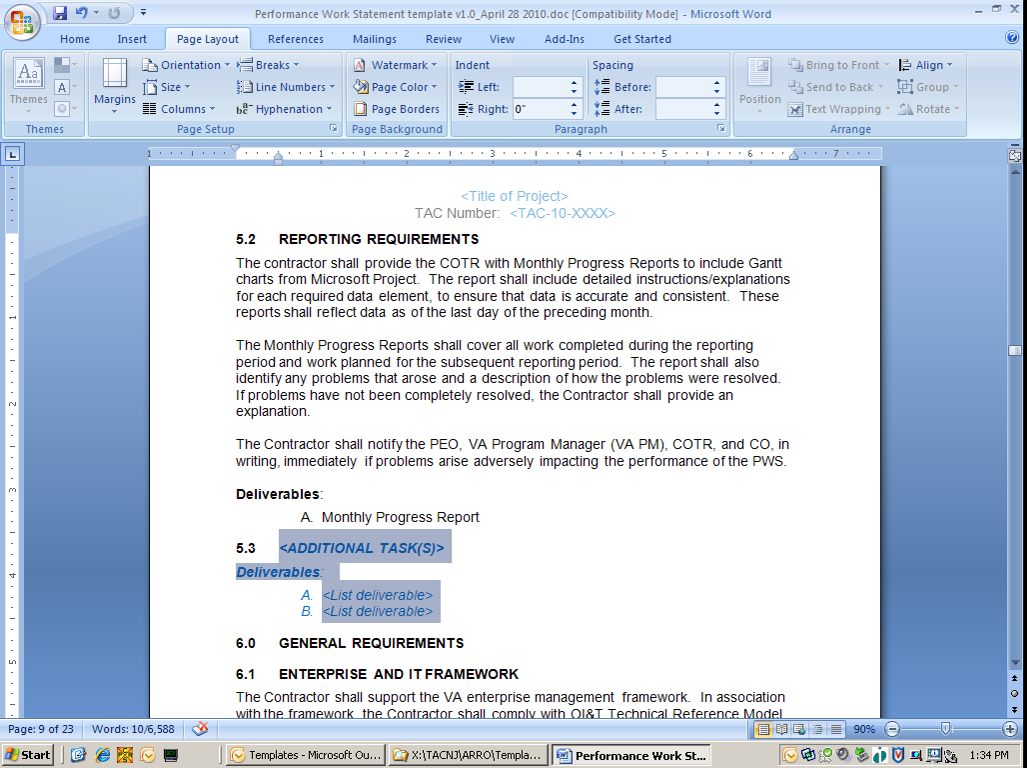 Performance Work Statement template v1.0_April 28 2010.doc [Compatibility Mode] - Microsoft Word
Home Insert Page Layout References Mailings Review View Add-Ins Get Started
Orientation Breaks Watermark Indent Spacing Bring to Front Align
Size Line Numbers Page Color Left: Before: Send to Back Group
Themes Margins Columns Hyphenation Page Borders Right: 0" After: Position Text Wrapping Rotate
Themes Page Setup Page Background Paragraph Arrange
1 1 2 3 4 5 6 7
<Title of Project>
TAC Number: <TAC-10-XXXX>
5.2 REPORTING REQUIREMENTS
The contractor shall provide the COTR with Monthly Progress Reports to include Gantt
charts from Microsoft Project. The report shall include detailed instructions/explanations
for each required data element, to ensure that data is accurate and consistent. These
reports shall reflect data as of the last day of the preceding month.
The Monthly Progress Reports shall cover all work completed during the reporting
period and work planned for the subsequent reporting period. The report shall also
identify any problems that arose and a description of how the problems were resolved.
If problems have not been completely resolved, the Contractor shall provide an
explanation.
The Contractor shall notify the PEO, VA Program Manager (VA PM), COTR, and CO, in
writing, immediately if problems arise adversely impacting the performance of the PWS.
Deliverables:
A. Monthly Progress Report
5.3 <ADDITIONAL TASK(S)>
Deliverables:
A. <List deliverable>
B. <List deliverable>
6.0 GENERAL REQUIREMENTS
6.1 ENTERPRISE AND IT FRAMEWORK
The Contractor shall support the VA enterprise management framework. In association
with the framework, the Contractor shall comply with OI&T Technical Reference Model
Page: 9 of 23 Words: 10/6,588 90%
Start Templates - Microsoft Ou... X:\TACNJ\ARRO\Templa... Performance Work St... 1:34 PM